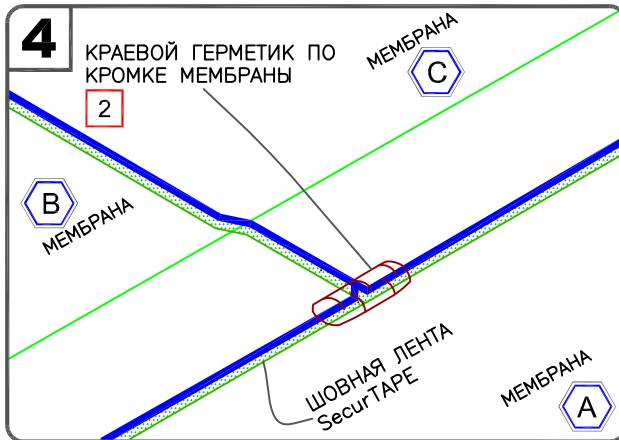 4
КРАЕВОЙ ГЕРМЕТИК ПО
КРОМКЕ МЕМБРАНЫ
2
МЕМБРАНА
C
B
МЕМБРАНА
ШОВНАЯ ЛЕНТА
SecurTAPE
МЕМБРАНА
A